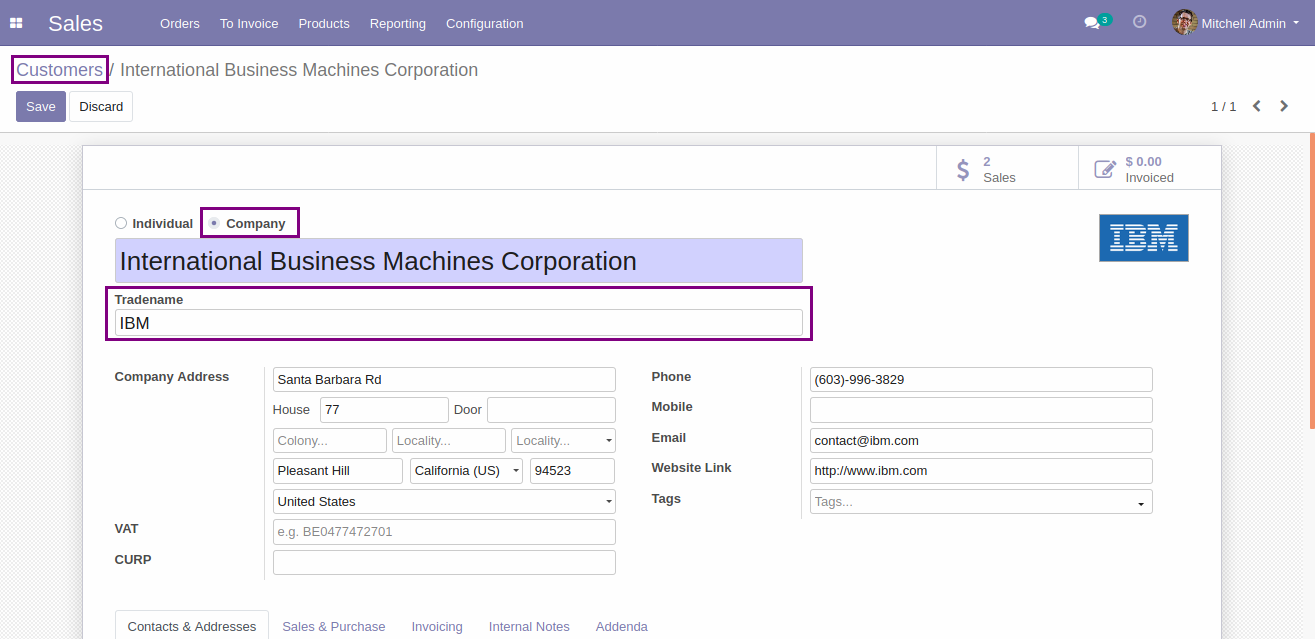 Sales Orders To Invoice Products Reporting Configuration 3 Mitchell Admin
Customers / International Business Machines Corporation
Save Discard 1 / 1
2 $ 0.00
$ Sales Invoiced
Individual Company
IBM
International Business Machines Corporation
Tradename
IBM
Company Address Santa Barbara Rd Phone (603)-996-3829
House 77 Door Mobile
Colony... Locality... Locality... Email contact@ibm.com
Pleasant Hill California (US) 94523 Website Link http://www.ibm.com
United States Tags Tags...
VAT e.g. BE0477472701
CURP
Contacts & Addresses Sales & Purchase Invoicing Internal Notes Addenda